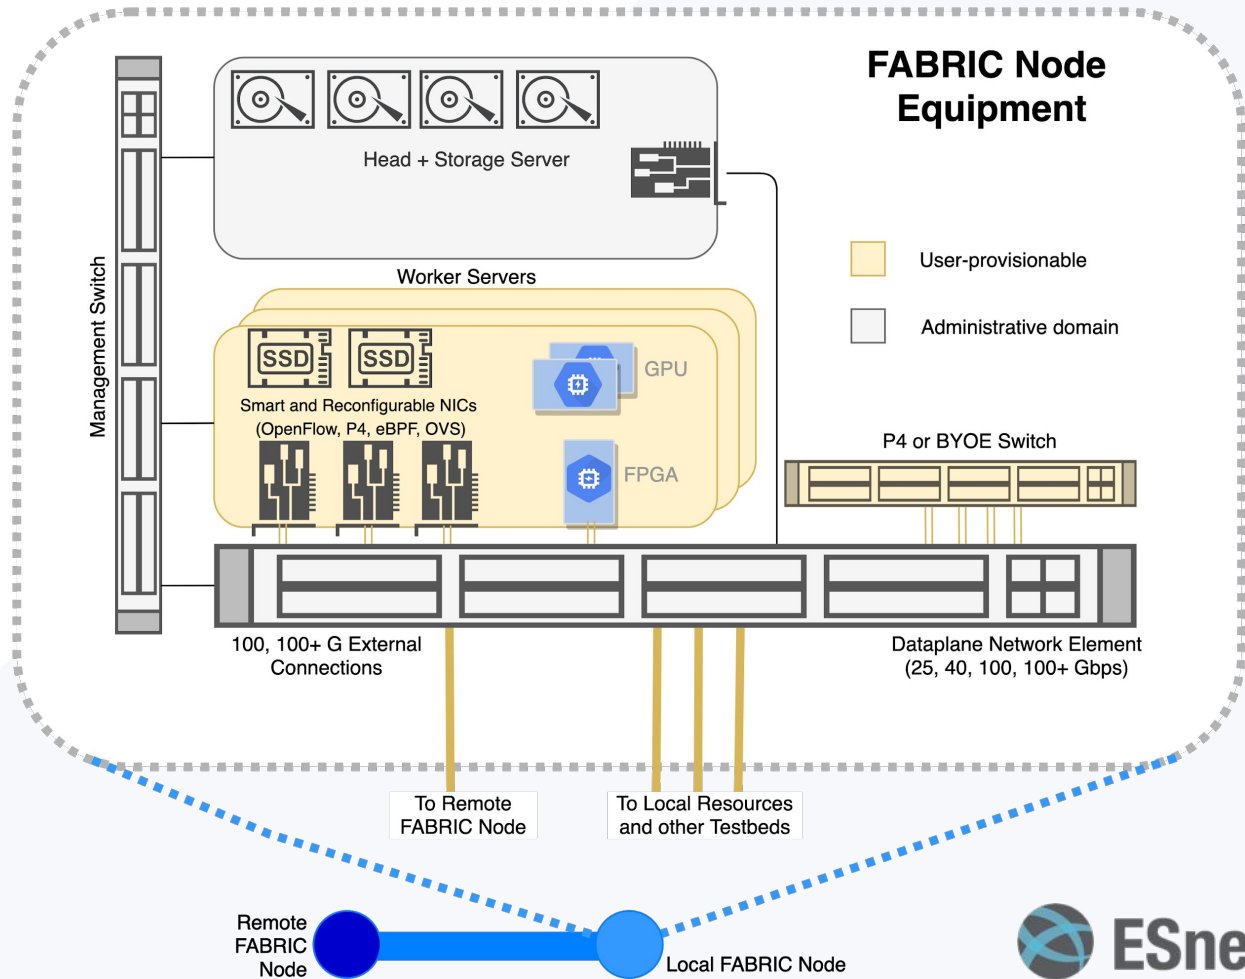 FABRIC Node
Equipment
Head + Storage Server
Management Switch
User-provisionable
Administrative domain
Worker Servers
SSD
SSD
GPU
Smart and Reconfigurable NICs
(OpenFlow, P4, eBPF, OVS)
FPGA
P4 or BYOE Switch
100, 100+ G External
Connections
Dataplane Network Element
(25, 40, 100, 100+ Gbps)
To Remote
FABRIC Node
To Local Resources
and other Testbeds
Remote
FABRIC
Node
Local FABRIC Node
ESne